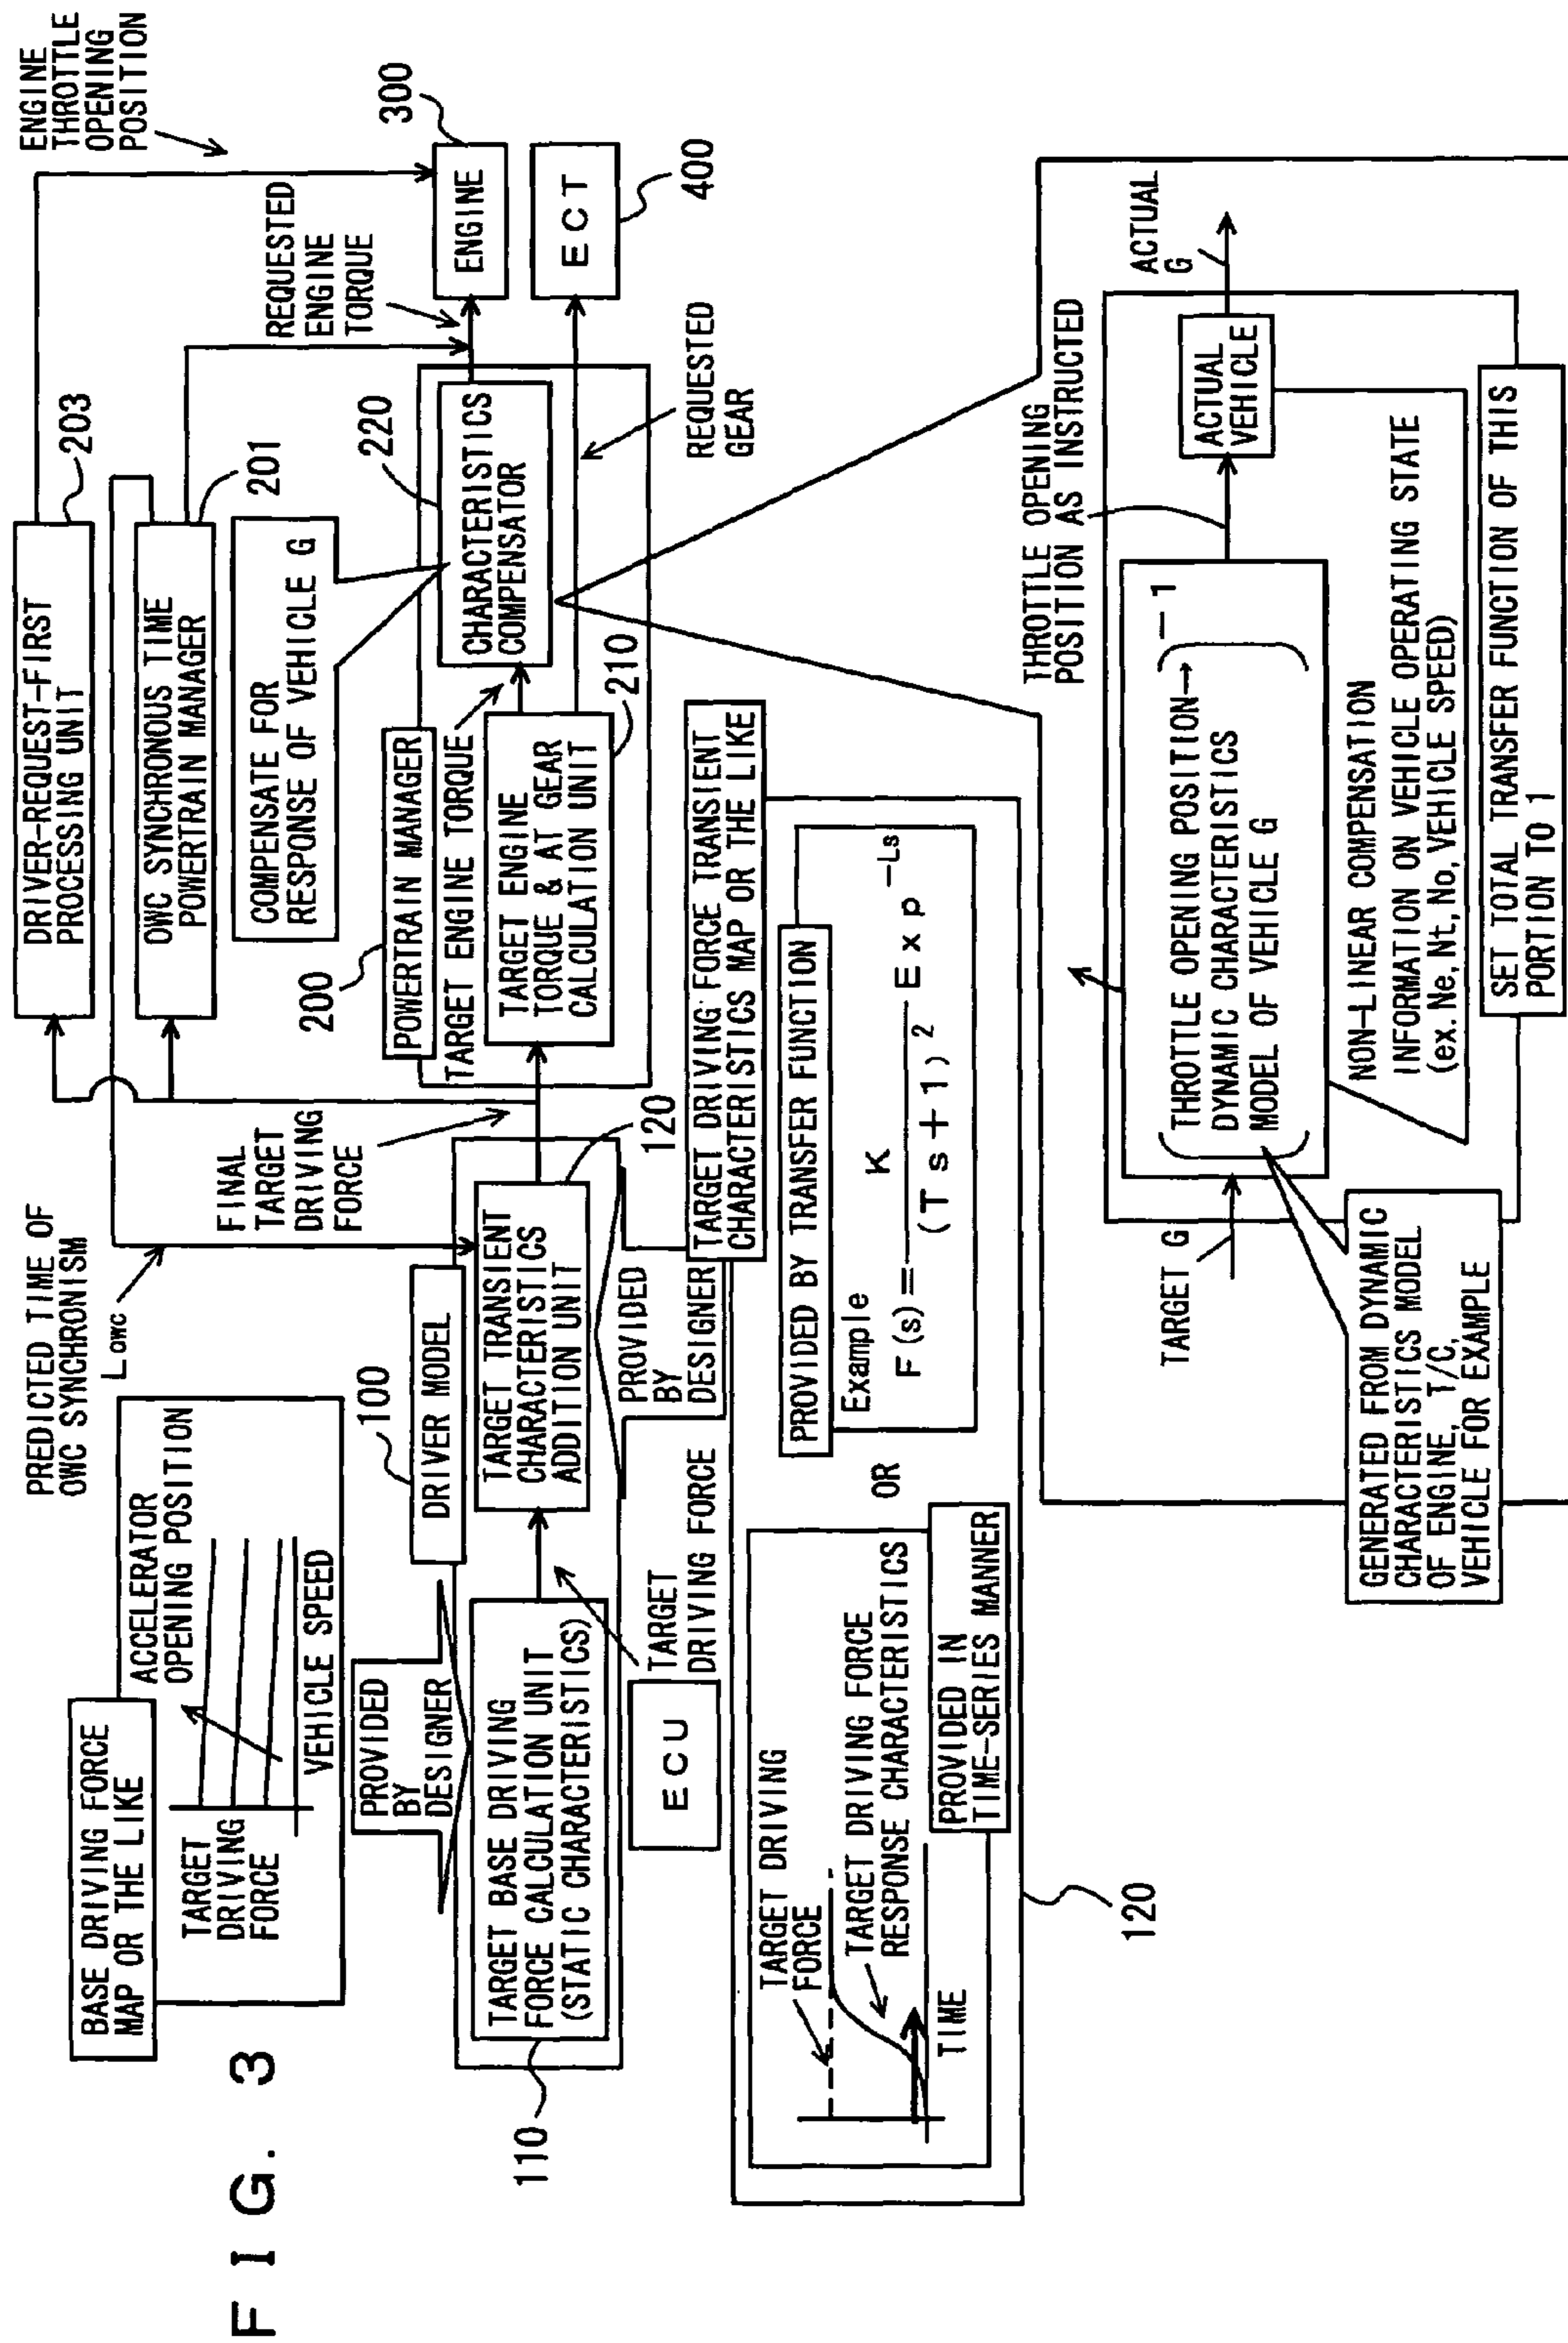 FIG. 3
BASE DRIVING FORCE
MAP OR THE LIKE
TARGET
DRIVING
FORCE
ACCELERATOR
OPENING POSITION
VEHICLE SPEED
PREDICTED TIME OF
OWC SYNCHRONISM
Lowc
FINAL
TARGET
DRIVING
FORCE
DRIVER-REQUEST-FIRST
PROCESSING UNIT
203
OWC SYNCHRONOUS TIME
POWERTRAIN MANAGER
201
COMPENSATE FOR
RESPONSE OF VEHICLE G
ENGINE
THROTTLE
OPENING
POSITION
REQUESTED
ENGINE
TORQUE
PROVIDED
BY
DESIGNER
100
DRIVER MODEL
110
TARGET BASE DRIVING
FORCE CALCULATION UNIT
(STATIC CHARACTERISTICS)
TARGET
DRIVING FORCE
ECU
TARGET TRANSIENT
CHARACTERISTICS
ADDITION UNIT
120
PROVIDED
BY
DESIGNER
200
POWERTRAIN MANAGER
TARGET ENGINE TORQUE
TARGET ENGINE
TORQUE & AT GEAR
CALCULATION UNIT
210
220
CHARACTERISTICS
COMPENSATOR
REQUESTED
GEAR
300
ENGINE
ECT
400
TARGET DRIVING FORCE TRANSIENT
CHARACTERISTICS MAP OR THE LIKE
TARGET DRIVING
FORCE
TARGET DRIVING FORCE
RESPONSE CHARACTERISTICS
TIME
PROVIDED IN
TIME-SERIES MANNER
OR
PROVIDED BY TRANSFER FUNCTION
Example
F(s)=K/(Ts+1)² Exp^-Ls
120
TARGET G
THROTTLE OPENING POSITION→
DYNAMIC CHARACTERISTICS
MODEL OF VEHICLE G
-1
THROTTLE OPENING
POSITION AS INSTRUCTED
ACTUAL
VEHICLE
ACTUAL
G
NON-LINEAR COMPENSATION
INFORMATION ON VEHICLE OPERATING STATE
(ex. Ne, Nt, No, VEHICLE SPEED)
GENERATED FROM DYNAMIC
CHARACTERISTICS MODEL
OF ENGINE, T/C,
VEHICLE FOR EXAMPLE
SET TOTAL TRANSFER FUNCTION OF THIS
PORTION TO 1